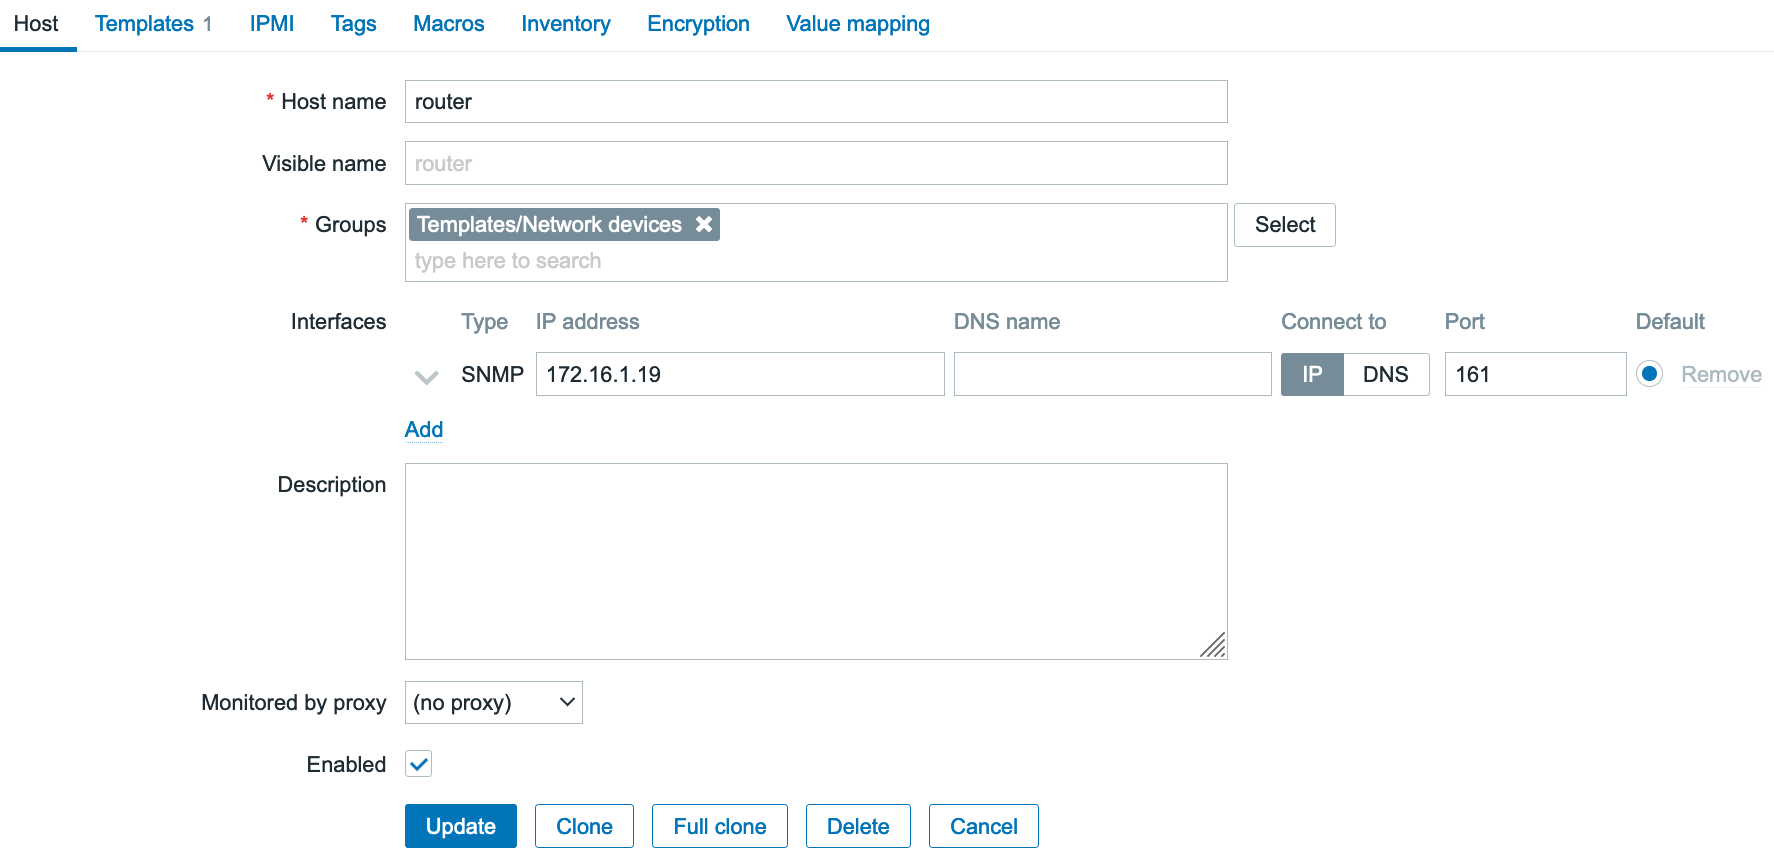 Host Templates 1 IPMI Tags Macros Inventory Encryption Value mapping
* Host name router
Visible name router
* Groups Templates/Network devices Select
type here to search
Interfaces Type IP address DNS name Connect to Port Default
SNMP 172.16.1.19 IP DNS 161 Remove
Add
Description
Monitored by proxy (no proxy)
Enabled
Update Clone Full clone Delete Cancel